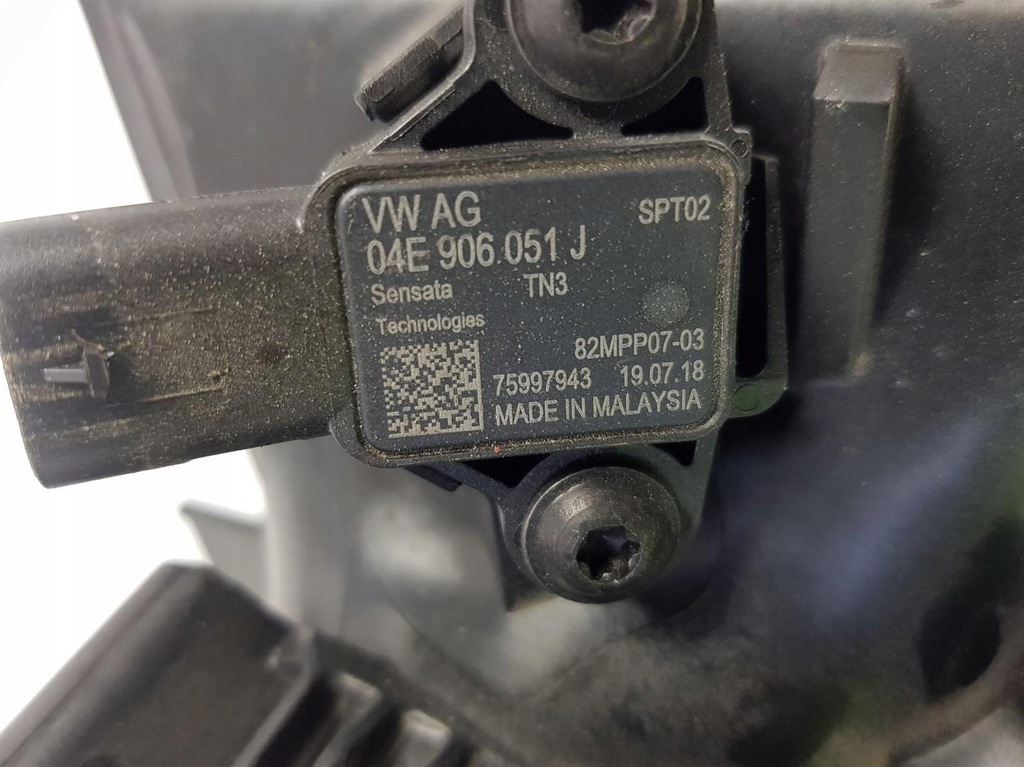 VW AG SPT02
04E 906 051 J
Sensata TN3
Technologies
82MPP07-03
75997943 19.07.18
MADE IN MALAYSIA